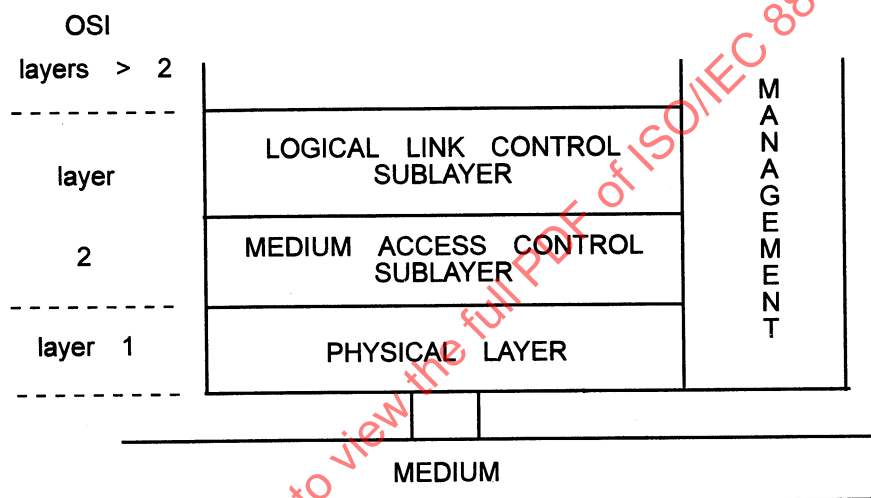 OSI
layers > 2
layer
2
layer 1
LOGICAL LINK CONTROL
SUBLAYER
MEDIUM ACCESS CONTROL
SUBLAYER
PHYSICAL LAYER
MANAGEMENT
MEDIUM
to view the full PDF of ISO/IEC 88